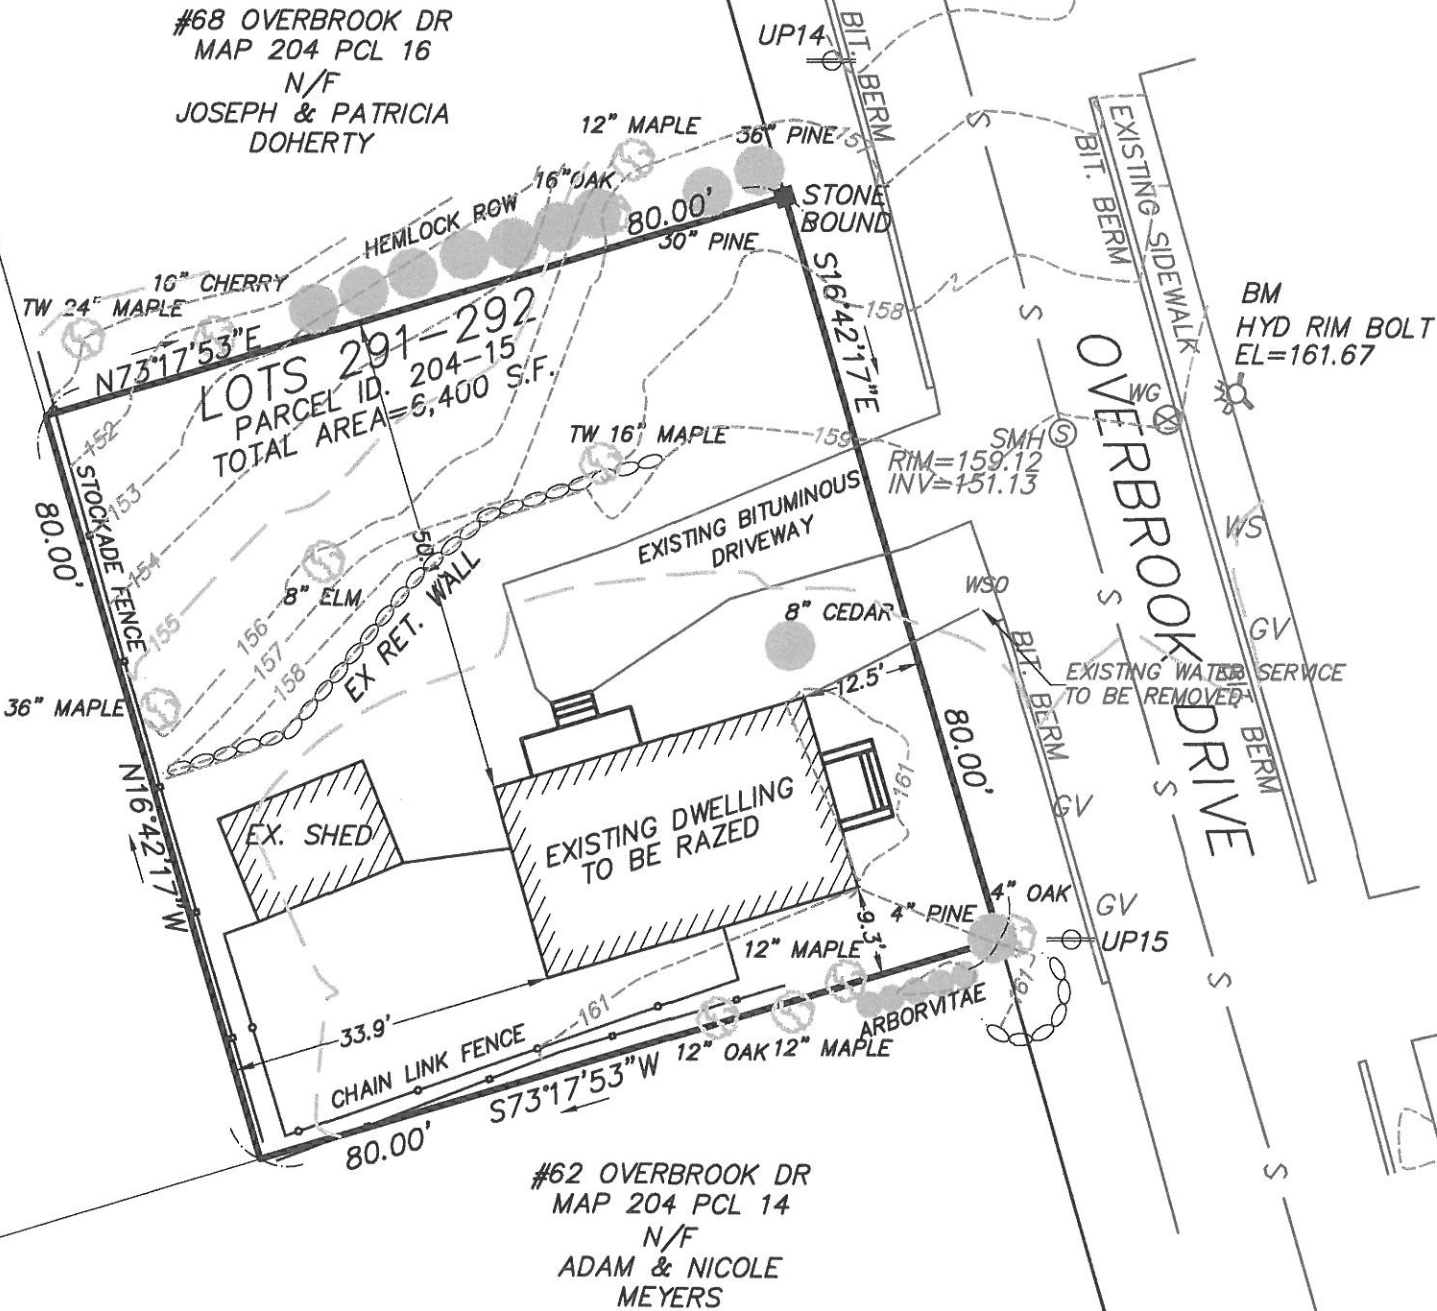 #68 OVERBROOK DR
MAP 204 PCL 16
N/F
JOSEPH & PATRICIA
DOHERTY
UP14
BIT. BERM
12" MAPLE
36" PINE
157
16" OAK
HEMLOCK ROW
80.00'
30" PINE
STONE
BOUND
BIT. BERM
EXISTING SIDEWALK
S
16" CHERRY
TW 24" MAPLE
N73°17'53"E
LOTS 291-292
PARCEL ID. 204-15
TOTAL AREA=6,400 S.F.
S16°42'17"E
158
S
BM
HYD RIM BOLT
EL=161.67
OVERBROOK DRIVE
WG
SMH
S
RIM=159.12
INV=151.13
159
TW 16" MAPLE
152
153
154
155
156
157
158
STOCKADE FENCE
80.00'
8" ELM
EX RET. WALL
EXISTING BITUMINOUS
DRIVEWAY
WS
WSO
S
GV
8" CEDAR
BIT. BERM
EXISTING WATER SERVICE
TO BE REMOVED
BIT. BERM
12.5'
36" MAPLE
80.00'
161
GV
S
N16°42'17"W
EX. SHED
EXISTING DWELLING
TO BE RAZED
4" OAK
4" PINE
GV
UP15
9.3'
12" MAPLE
S
161
ARBORVITAE
161
33.9'
CHAIN LINK FENCE
12" OAK
12" MAPLE
S73°17'53"W
80.00'
S
#62 OVERBROOK DR
MAP 204 PCL 14
N/F
ADAM & NICOLE
MEYERS